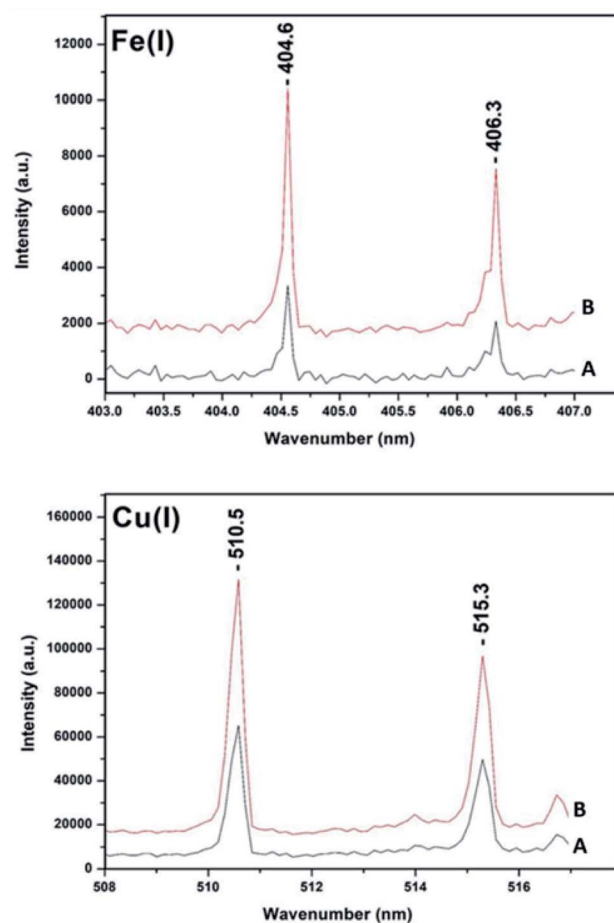 Fe(I)
404.6
406.3
12000
10000
8000
6000
4000
2000
0
Intensity (a.u.)
B
A
403.0 403.5 404.0 404.5 405.0 405.5 406.0 406.5 407.0
Wavenumber (nm)
Cu(I)
510.5
515.3
160000
140000
120000
100000
80000
60000
40000
20000
0
Intensity (a.u.)
B
A
508 510 512 514 516
Wavenumber (nm)